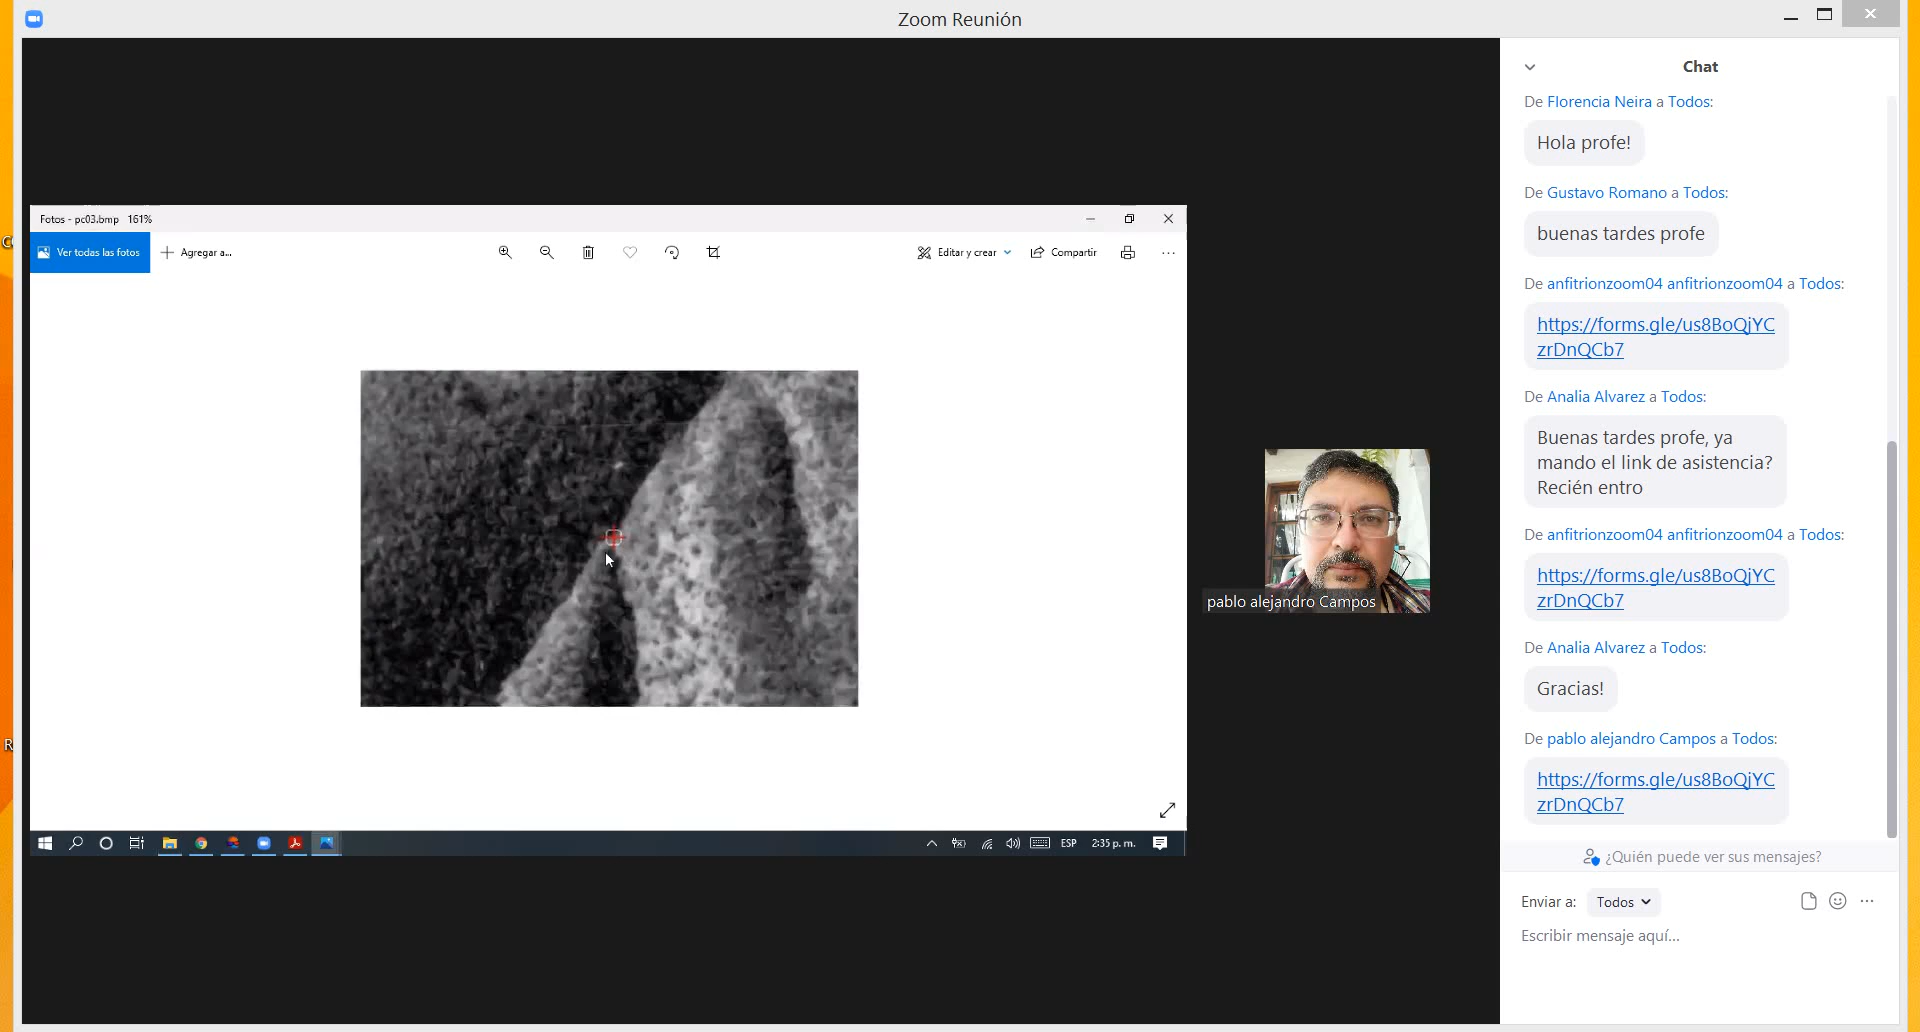 Zoom Reunión
Fotos - pc03.bmp 161%
Ver todas las fotos
Agregar a...
Editar y crear
Compartir
ESP
2:35 p. m.
pablo alejandro Campos
Chat
De Florencia Neira a Todos:
Hola profe!
De Gustavo Romano a Todos:
buenas tardes profe
De anfitrionzoom04 anfitrionzoom04 a Todos:
https://forms.gle/us8BoQjYC
zrDnQCb7
De Analia Alvarez a Todos:
Buenas tardes profe, ya
mando el link de asistencia?
Recién entro
De anfitrionzoom04 anfitrionzoom04 a Todos:
https://forms.gle/us8BoQjYC
zrDnQCb7
De Analia Alvarez a Todos:
Gracias!
De pablo alejandro Campos a Todos:
https://forms.gle/us8BoQjYC
zrDnQCb7
¿Quién puede ver sus mensajes?
Enviar a: Todos
Escribir mensaje aquí...